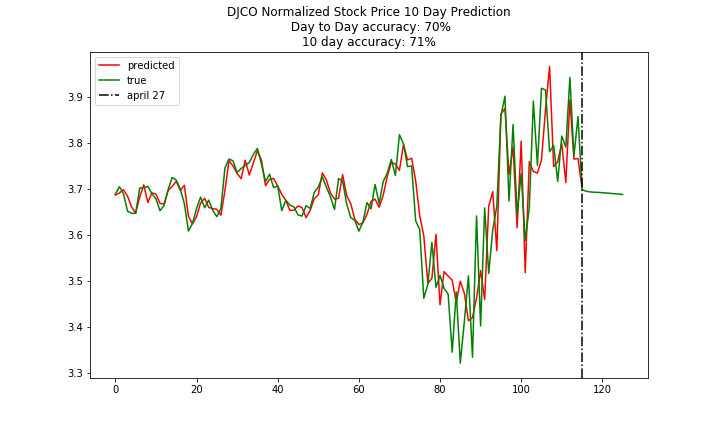 DJCO Normalized Stock Price 10 Day Prediction
Day to Day accuracy: 70%
10 day accuracy: 71%
predicted
true
april 27
3.9
3.8
3.7
3.6
3.5
3.4
3.3
0 20 40 60 80 100 120